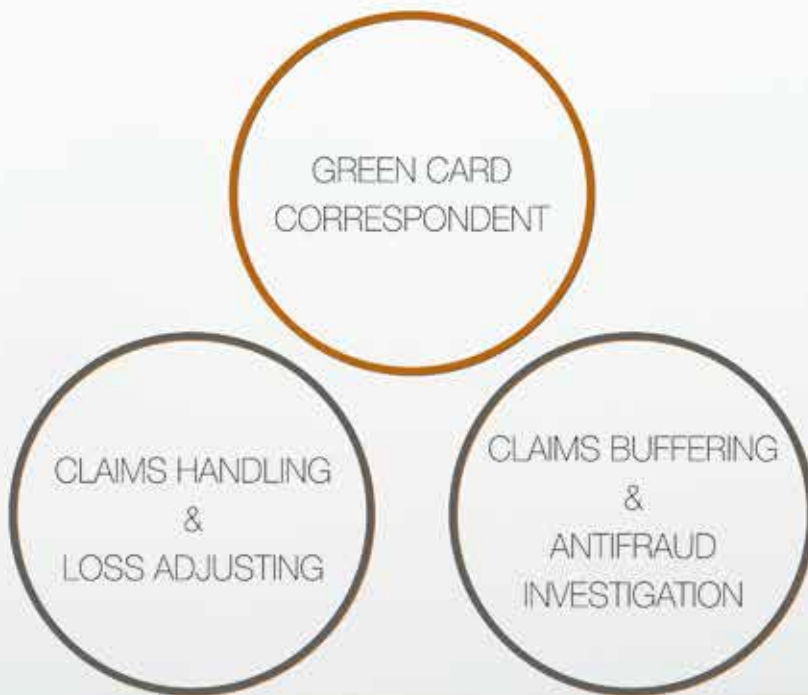 GREEN CARD
CORRESPONDENT
CLAIMS HANDLING
&
LOSS ADJUSTING
CLAIMS BUFFERING
&
ANTIFRAUD
INVESTIGATION